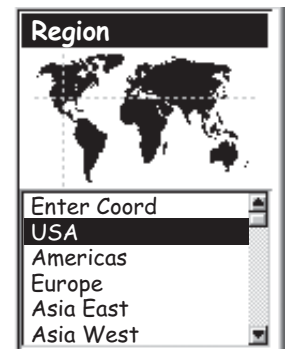 Region
Enter Coord
USA
Americas
Europe
Asia East
Asia West